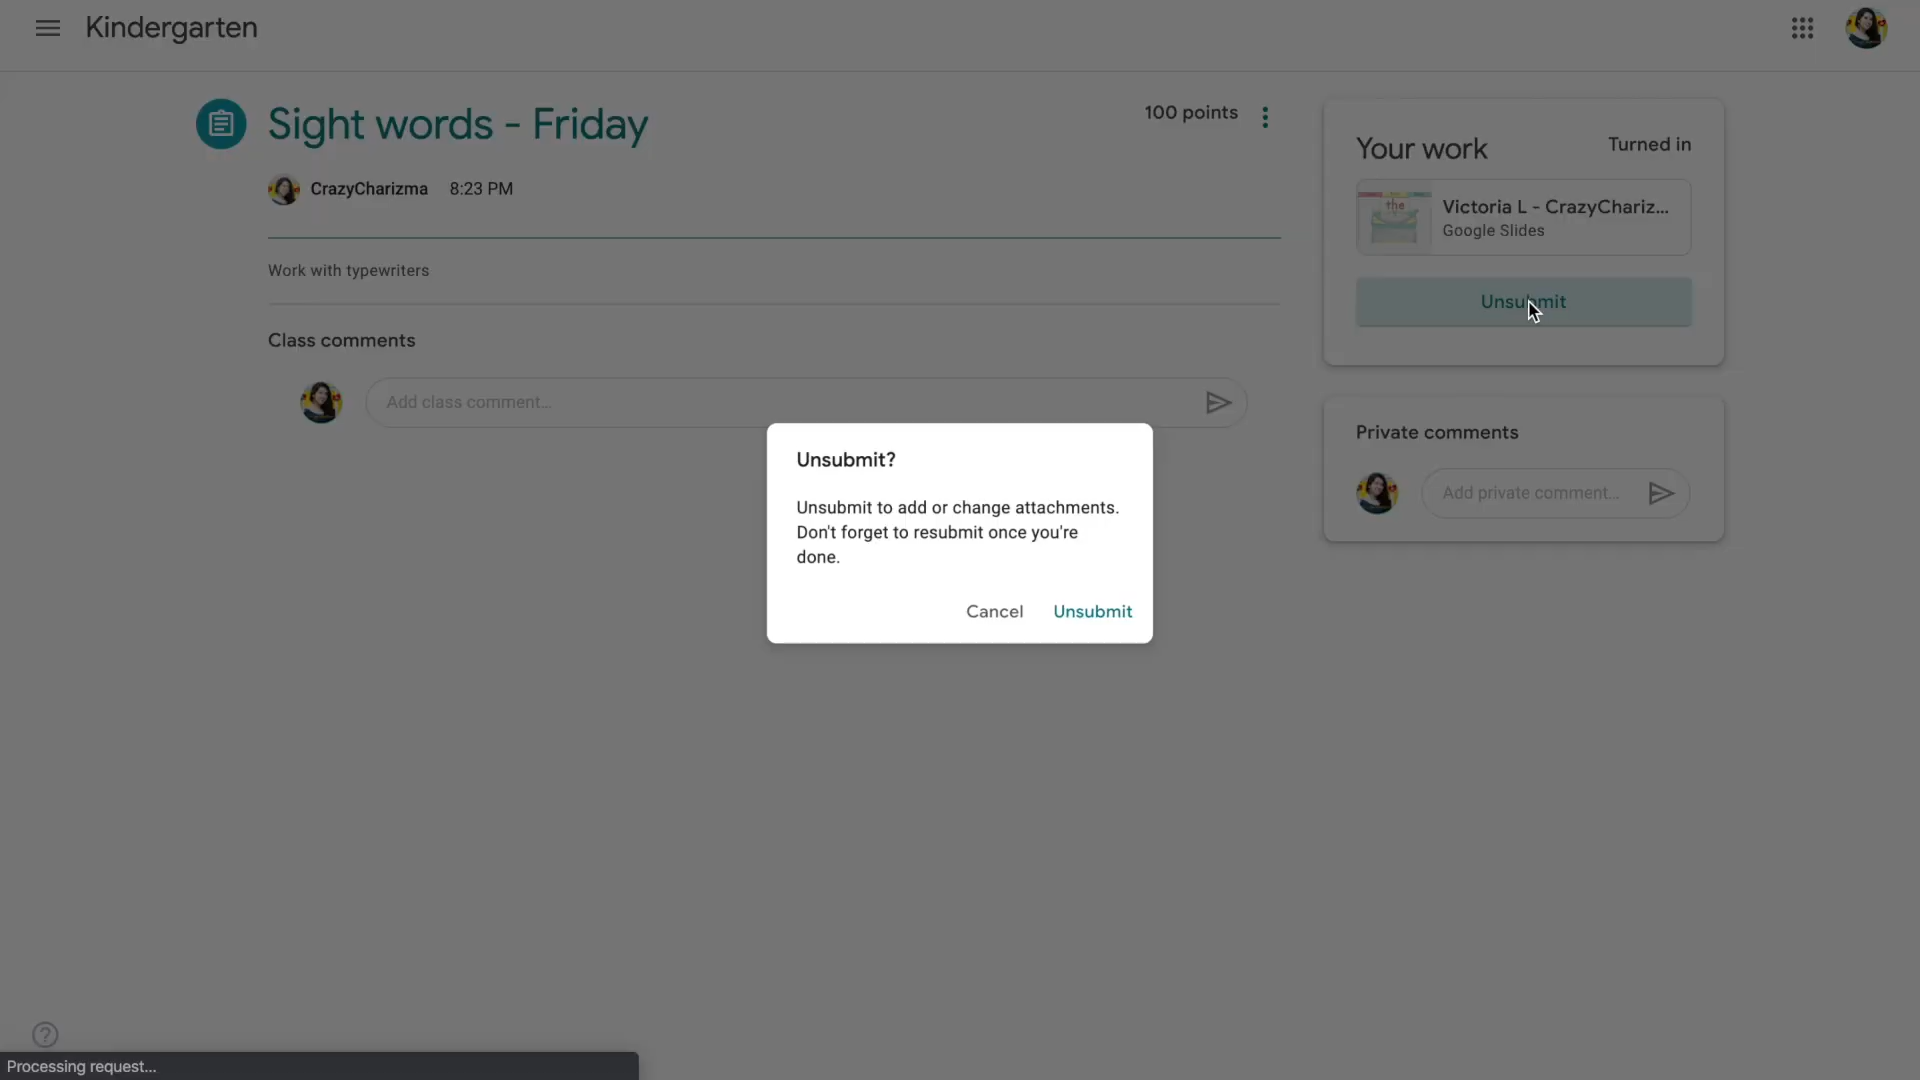 Kindergarten
Sight words - Friday
100 points
CrazyCharizma 8:23 PM
Work with typewriters
Class comments
Add class comment...
Your work
Turned in
the
Victoria L - CrazyChariz...
Google Slides
Unsubmit
Private comments
Add private comment...
Unsubmit?
Unsubmit to add or change attachments.
Don't forget to resubmit once you're
done.
Cancel Unsubmit
?
Processing request...